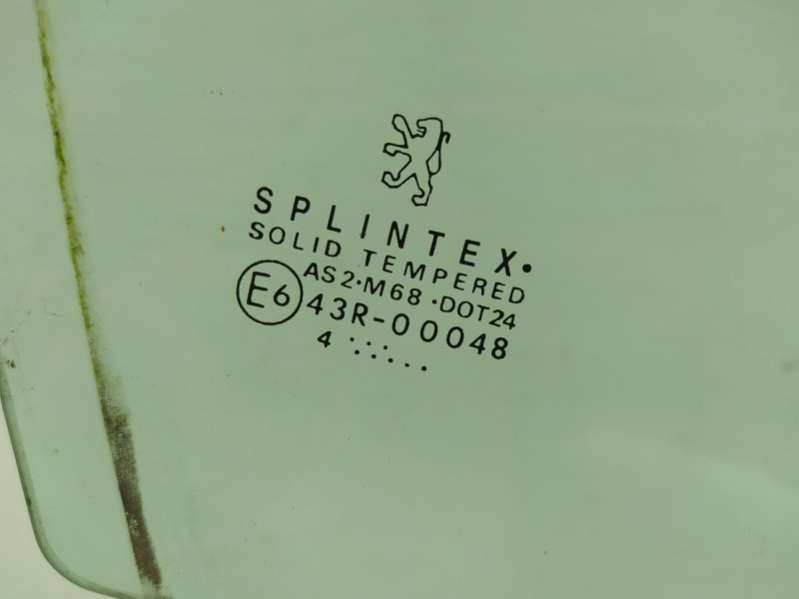 SPLINTEX.
SOLID TEMPERED
AS2·M68·DOT24
E6 43R-00048
4